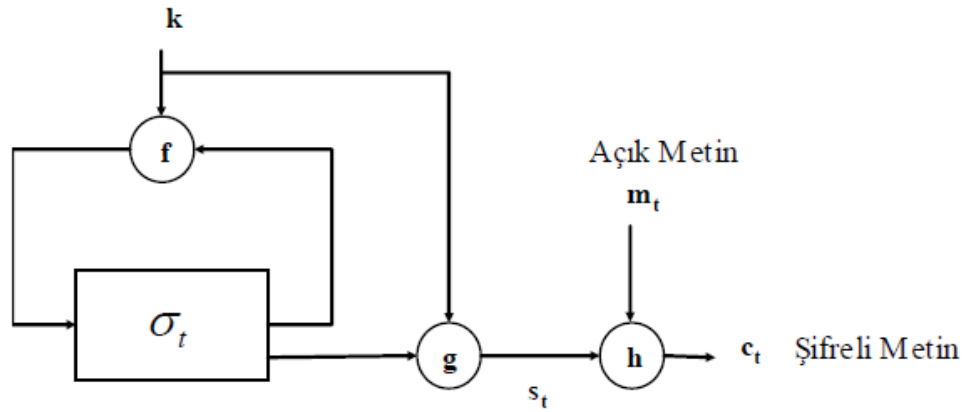 k
f
Açık Metin
m_t
σ_t
g
s_t
h
c_t Şifreli Metin